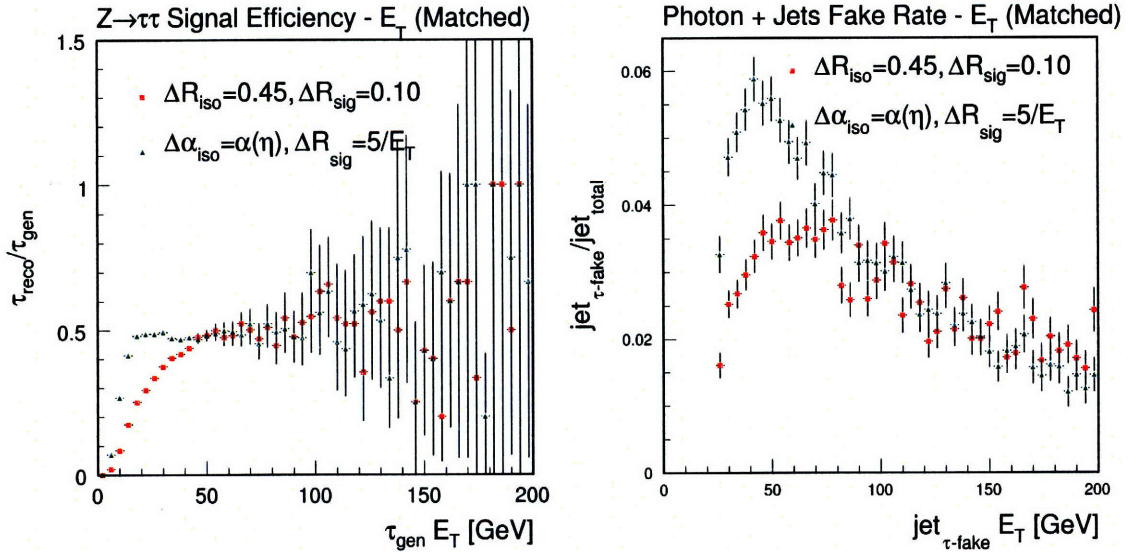 Z→ττ Signal Efficiency - E_T (Matched)
1.5
ΔR_iso=0.45, ΔR_sig=0.10
Δα_iso=α(η), ΔR_sig=5/E_T
1
0.5
0
τ_reco/τ_gen
0 50 100 150 200
τ_gen E_T [GeV]
Photon + Jets Fake Rate - E_T (Matched)
0.06
ΔR_iso=0.45, ΔR_sig=0.10
Δα_iso=α(η), ΔR_sig=5/E_T
0.04
0.02
0
jet_τ-fake/jet_total
0 50 100 150 200
jet_τ-fake E_T [GeV]